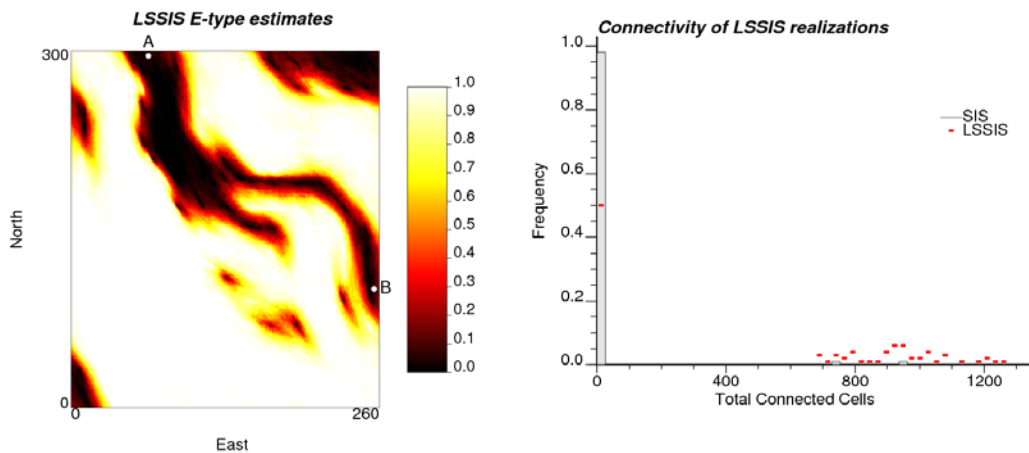 LSSIS E-type estimates
A
300
North
B
0
0
260
East
1.0
0.9
0.8
0.7
0.6
0.5
0.4
0.3
0.2
0.1
0.0
Connectivity of LSSIS realizations
1.0
0.8
0.6
0.4
0.2
0.0
Frequency
SIS
LSSIS
0
400
800
1200
Total Connected Cells